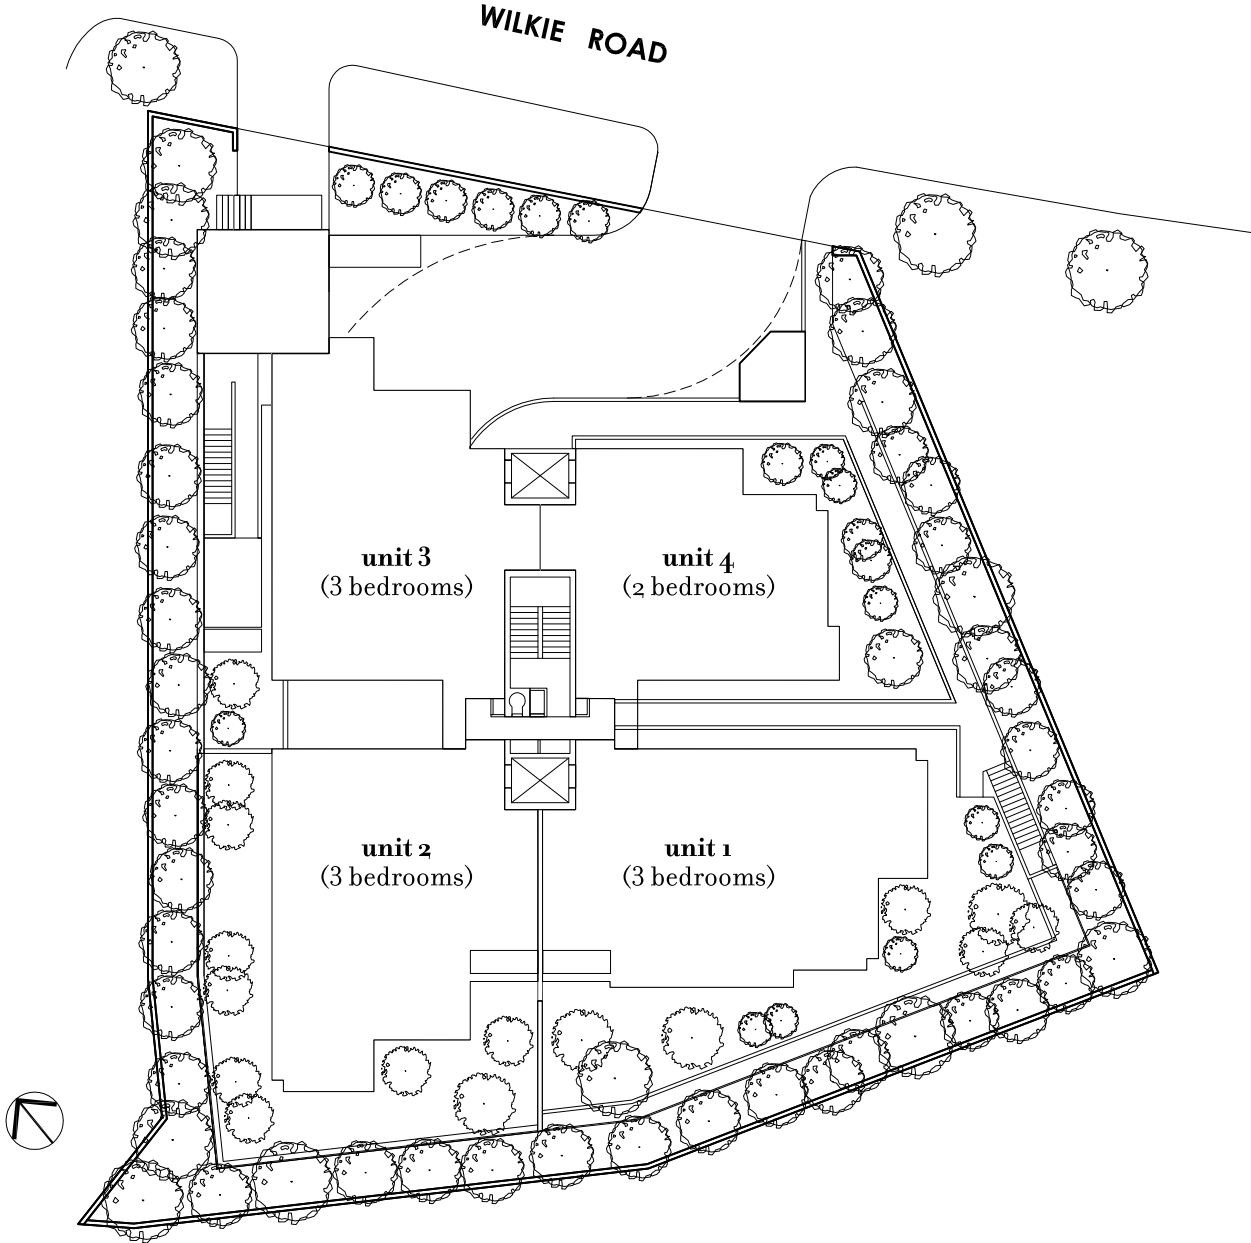 WILKIE ROAD
unit 3
(3 bedrooms)
unit 4
(2 bedrooms)
unit 2
(3 bedrooms)
unit 1
(3 bedrooms)